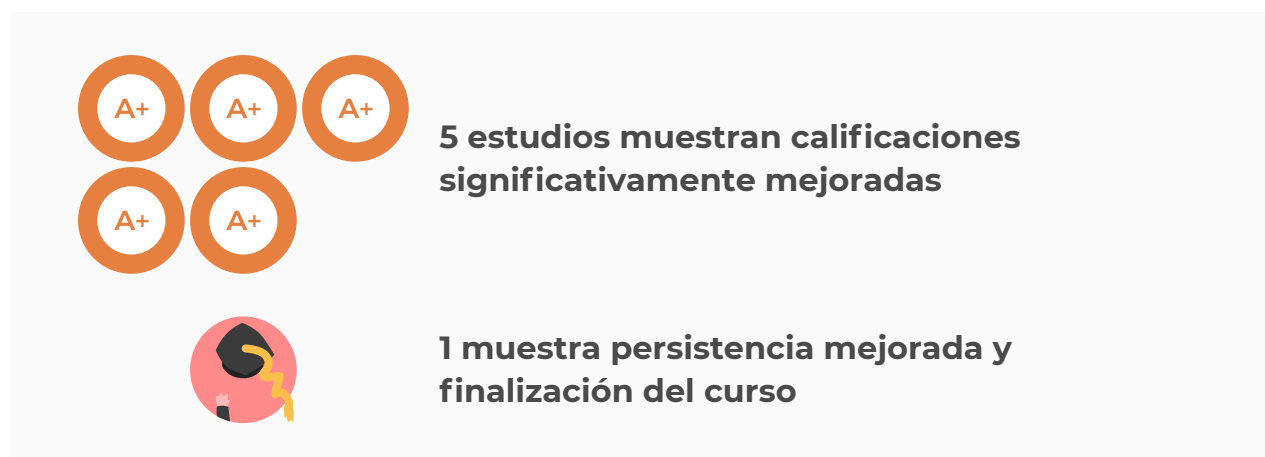 A+ A+ A+
5 estudios muestran calificaciones
significativamente mejoradas
A+ A+
1 muestra persistencia mejorada y
finalización del curso